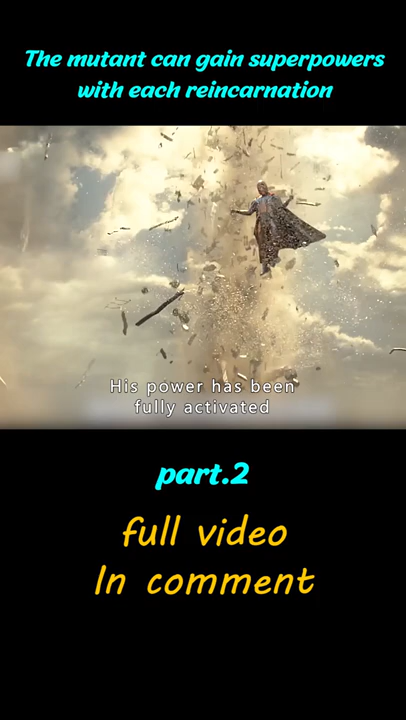 The mutant can gain superpowers
with each reincarnation
His power has been
fully activated
part.2
full video
In comment